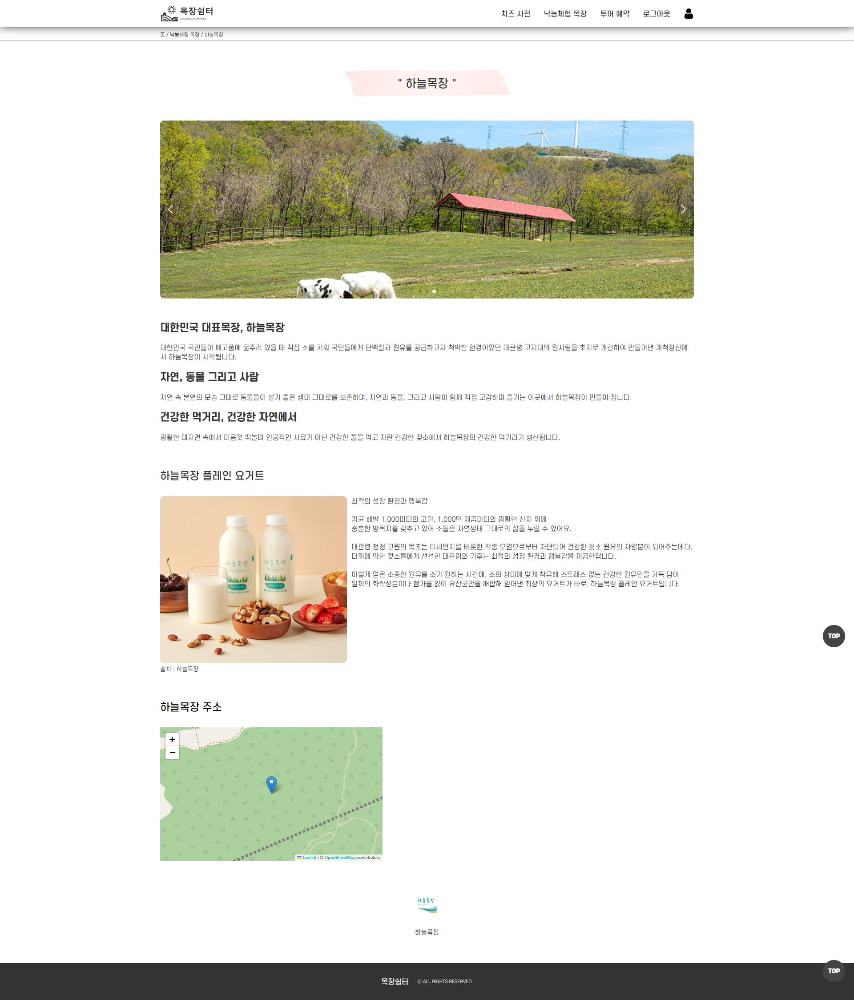 목장쉼터
Meadow Retreat
치즈 사전 낙농체험 목장 투어 예약 로그아웃
홈 / 낙농체험 목장 / 하늘목장
" 하늘목장 "
대한민국 대표목장, 하늘목장
대한민국 국민들이 배고품에 굶주려 있을 때 직접 소를 키워 국민들에게 단백질과 원유를 공급하고자 척박한 환경이었던 대관령 고지대의 원시림을 초지로 개간하여 만들어낸 개척정신에
서 하늘목장이 시작됩니다.
자연, 동물 그리고 사람
자연 속 본연의 모습 그대로 동물들이 살기 좋은 생태 그대로를 보존하며, 자연과 동물, 그리고 사람이 함께 직접 교감하며 즐기는 이곳에서 하늘목장이 만들어 집니다.
건강한 먹거리, 건강한 자연에서
광활한 대자연 속에서 마음껏 뛰놀며 인공적인 사료가 아닌 건강한 풀을 먹고 자란 건강한 젖소에서 하늘목장의 건강한 먹거리가 생산됩니다.
하늘목장 플레인 요거트
최적의 성장 환경과 행복감
평균 해발 1,000미터의 고원, 1,000만 제곱미터의 광활한 산지 위에
충분한 방목지를 갖추고 있어 소들은 자연생태 그대로의 삶을 누릴 수 있어요.
대관령 청정 고원의 목초는 미세먼지를 비롯한 각종 오염으로부터 차단되어 건강한 젖소 원유의 자양분이 되어주는데다,
더위에 약한 젖소들에게 선선한 대관령의 기후는 최적의 성장 환경과 행복감을 제공한답니다.
이렇게 얻은 소중한 원유를 소가 원하는 시간에, 소의 상태에 맞게 착유해 스트레스 없는 건강한 원유만을 가득 담아
일체의 화학성분이나 첨가물 없이 유산균만을 배합해 얻어낸 최상의 요거트가 바로, 하늘목장 플레인 요거트입니다.
하늘목장
SKY RANCH
플레인 요거트
하늘목장
SKY RANCH
플레인 요거트
TOP
출처 : 하늘목장
하늘목장 주소
+
−
Leaflet | © OpenStreetMap contributors
하늘목장
하늘목장
TOP
목장쉼터 © ALL RIGHTS RESERVED.